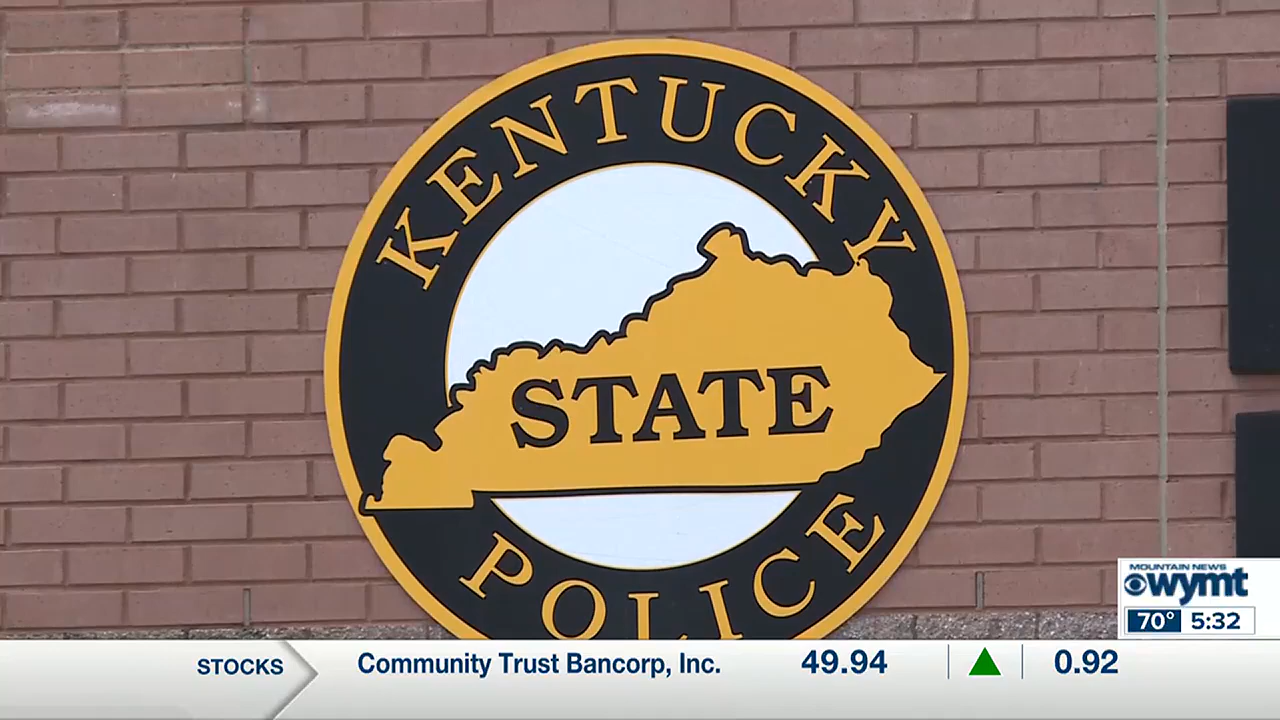 KENTUCKY
STATE
POLICE
MOUNTAIN NEWS
wymt
70° 5:32
STOCKS Community Trust Bancorp, Inc. 49.94 0.92